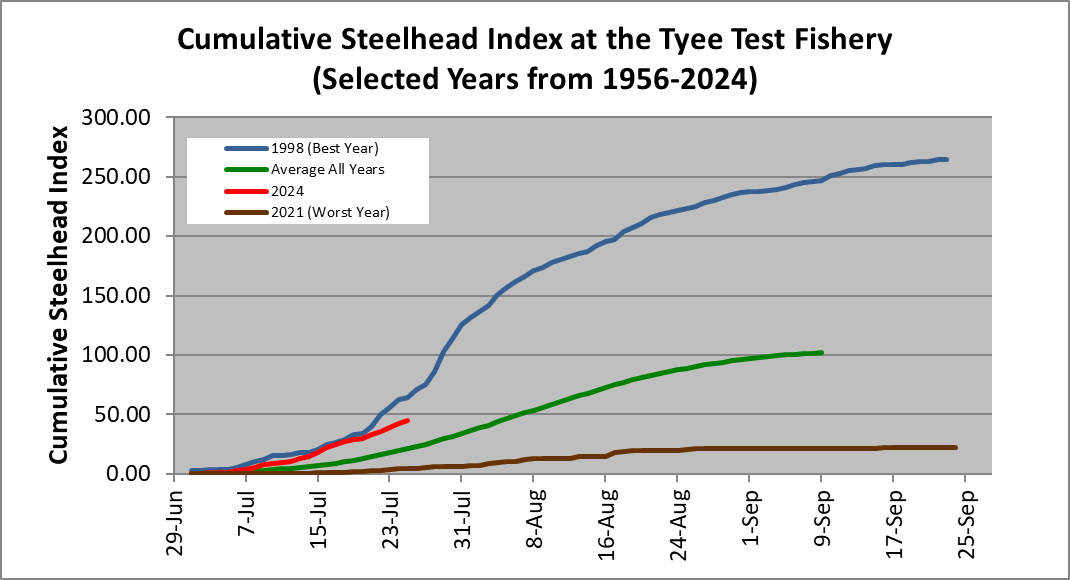 Cumulative Steelhead Index at the Tyee Test Fishery
(Selected Years from 1956-2024)
Cumulative Steelhead Index
300.00
250.00
200.00
150.00
100.00
50.00
0.00
1998 (Best Year)
Average All Years
2024
2021 (Worst Year)
29-Jun
7-Jul
15-Jul
23-Jul
31-Jul
8-Aug
16-Aug
24-Aug
1-Sep
9-Sep
17-Sep
25-Sep